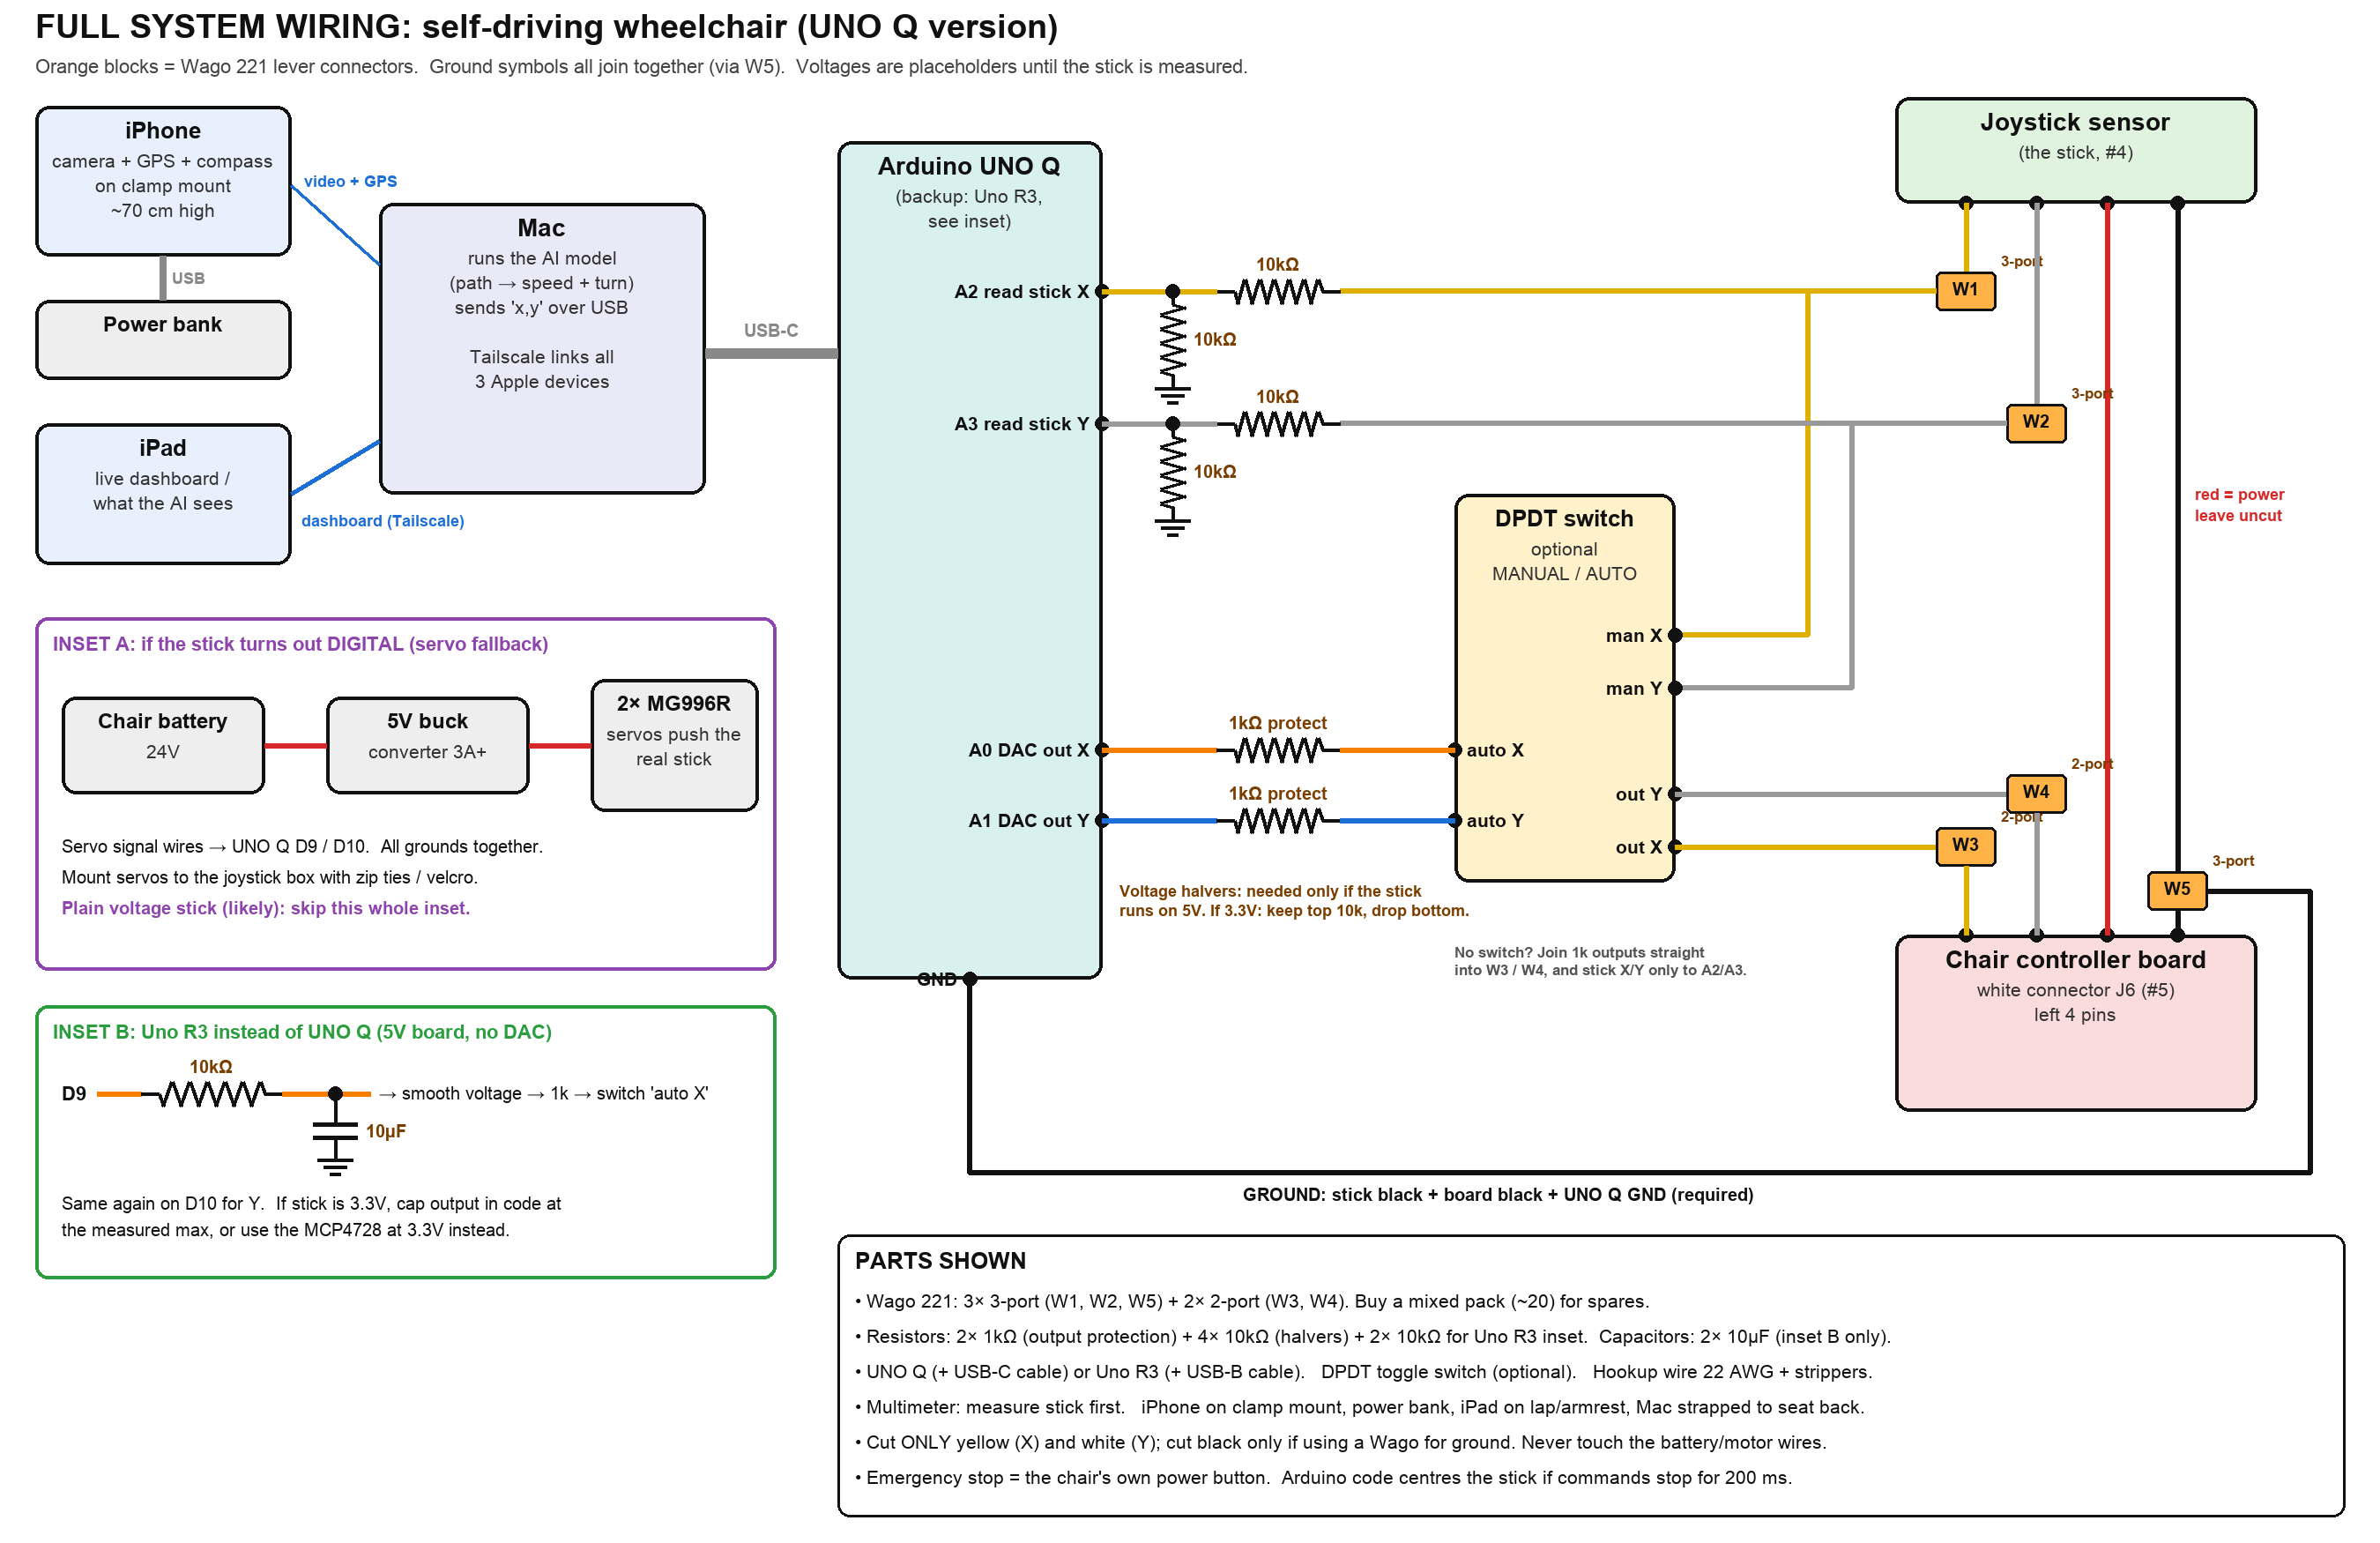 FULL SYSTEM WIRING: self-driving wheelchair (UNO Q version)
Orange blocks = Wago 221 lever connectors.  Ground symbols all join together (via W5).  Voltages are placeholders until the stick is measured.
iPhone
camera + GPS + compass
on clamp mount
~70 cm high
video + GPS
USB
Power bank
iPad
live dashboard /
what the AI sees
dashboard (Tailscale)
Mac
runs the AI model
(path → speed + turn)
sends 'x,y' over USB
Tailscale links all
3 Apple devices
USB-C
Arduino UNO Q
(backup: Uno R3,
see inset)
A2 read stick X
A3 read stick Y
A0 DAC out X
A1 DAC out Y
GND
10kΩ
10kΩ
10kΩ
10kΩ
1kΩ protect
1kΩ protect
DPDT switch
optional
MANUAL / AUTO
man X
man Y
auto X
out Y
auto Y
out X
Voltage halvers: needed only if the stick
runs on 5V. If 3.3V: keep top 10k, drop bottom.
No switch? Join 1k outputs straight
into W3 / W4, and stick X/Y only to A2/A3.
Joystick sensor
(the stick, #4)
3-port
W1
3-port
W2
red = power
leave uncut
2-port
W4
2-port
W3
3-port
W5
Chair controller board
white connector J6 (#5)
left 4 pins
GROUND: stick black + board black + UNO Q GND (required)
INSET A: if the stick turns out DIGITAL (servo fallback)
Chair battery
24V
5V buck
converter 3A+
2× MG996R
servos push the
real stick
Servo signal wires → UNO Q D9 / D10.  All grounds together.
Mount servos to the joystick box with zip ties / velcro.
Plain voltage stick (likely): skip this whole inset.
INSET B: Uno R3 instead of UNO Q (5V board, no DAC)
10kΩ
D9
→ smooth voltage → 1k → switch 'auto X'
10µF
Same again on D10 for Y.  If stick is 3.3V, cap output in code at
the measured max, or use the MCP4728 at 3.3V instead.
PARTS SHOWN
• Wago 221: 3× 3-port (W1, W2, W5) + 2× 2-port (W3, W4). Buy a mixed pack (~20) for spares.
• Resistors: 2× 1kΩ (output protection) + 4× 10kΩ (halvers) + 2× 10kΩ for Uno R3 inset.  Capacitors: 2× 10µF (inset B only).
• UNO Q (+ USB-C cable) or Uno R3 (+ USB-B cable).   DPDT toggle switch (optional).   Hookup wire 22 AWG + strippers.
• Multimeter: measure stick first.   iPhone on clamp mount, power bank, iPad on lap/armrest, Mac strapped to seat back.
• Cut ONLY yellow (X) and white (Y); cut black only if using a Wago for ground. Never touch the battery/motor wires.
• Emergency stop = the chair's own power button.  Arduino code centres the stick if commands stop for 200 ms.